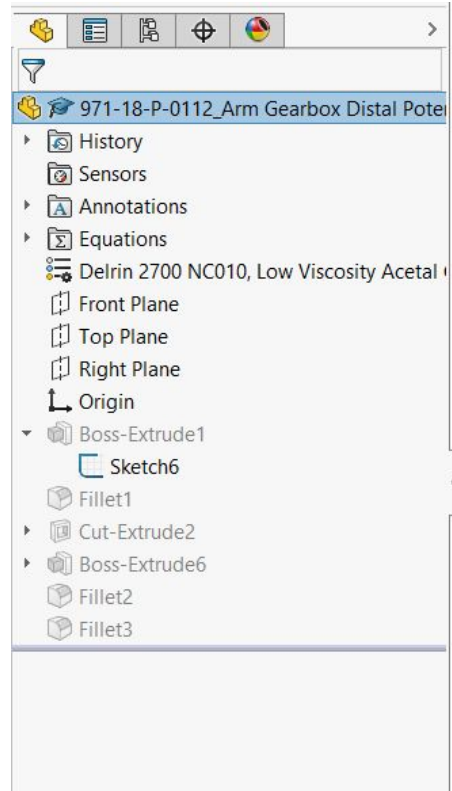 971-18-P-0112_Arm Gearbox Distal Poter
History
Sensors
Annotations
Equations
Delrin 2700 NC010, Low Viscosity Acetal
Front Plane
Top Plane
Right Plane
Origin
Boss-Extrude1
Sketch6
Fillet1
Cut-Extrude2
Boss-Extrude6
Fillet2
Fillet3